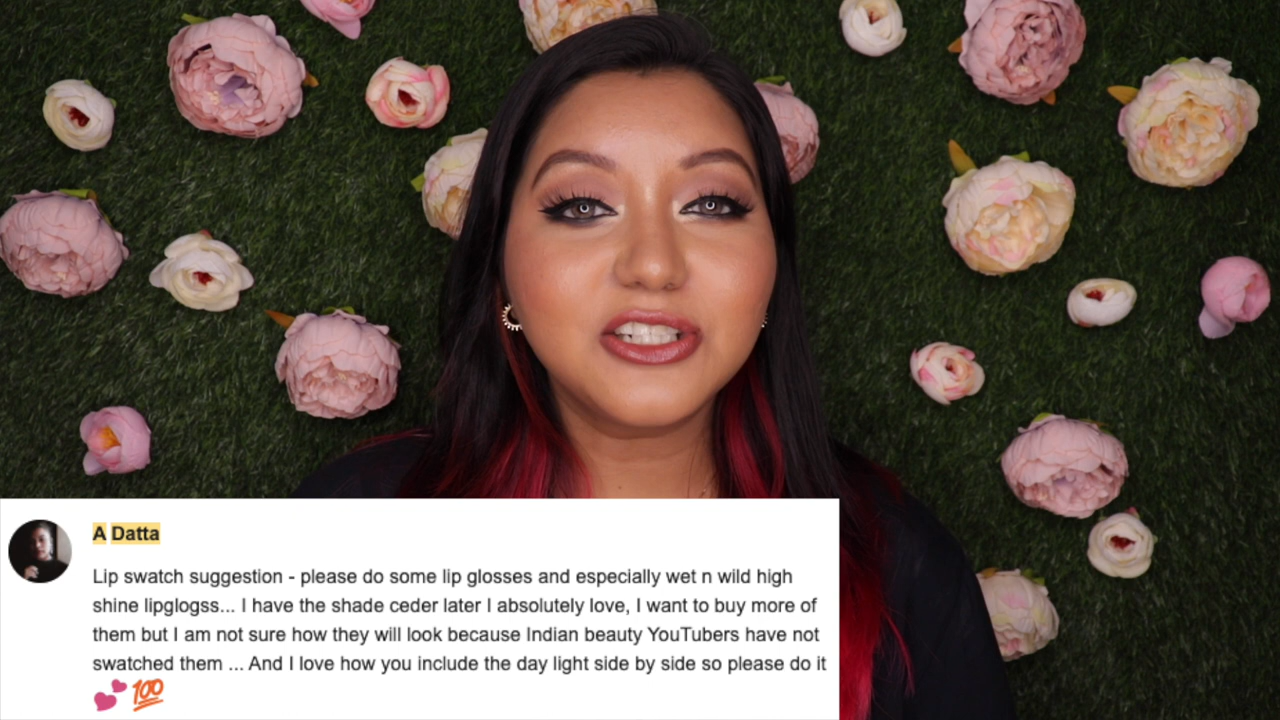 A Datta
Lip swatch suggestion - please do some lip glosses and especially wet n wild high
shine lipglogss... I have the shade ceder later I absolutely love, I want to buy more of
them but I am not sure how they will look because Indian beauty YouTubers have not
swatched them ... And I love how you include the day light side by side so please do it
💕 💯